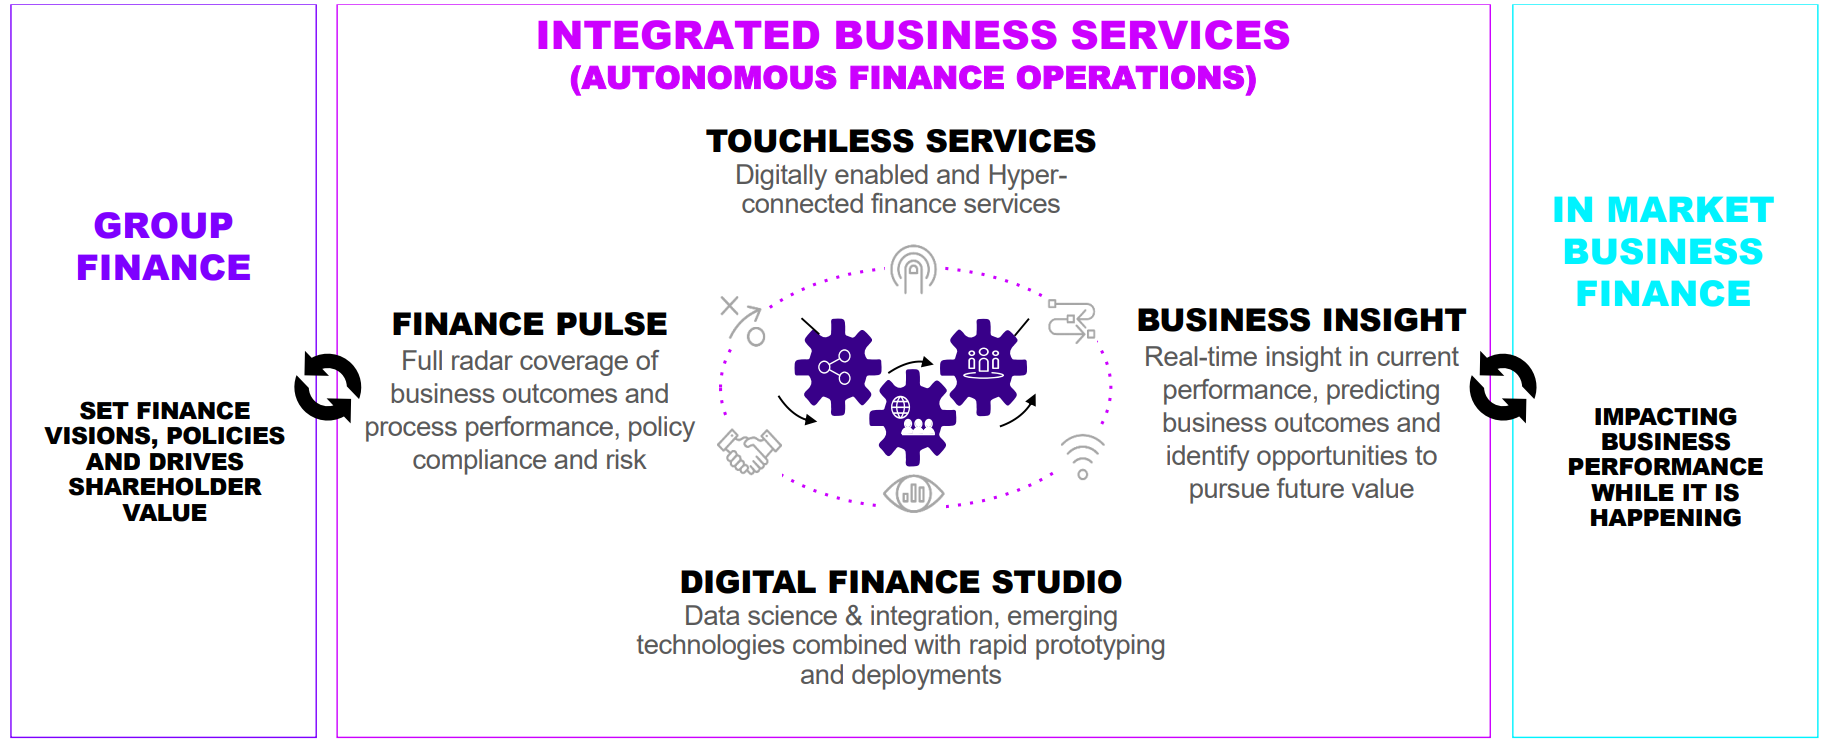 GROUP
FINANCE
SET FINANCE
VISIONS, POLICIES
AND DRIVES
SHAREHOLDER
VALUE
INTEGRATED BUSINESS SERVICES
(AUTONOMOUS FINANCE OPERATIONS)
TOUCHLESS SERVICES
Digitally enabled and Hyper-
connected finance services
FINANCE PULSE
Full radar coverage of
business outcomes and
process performance, policy
compliance and risk
BUSINESS INSIGHT
Real-time insight in current
performance, predicting
business outcomes and
identify opportunities to
pursue future value
DIGITAL FINANCE STUDIO
Data science & integration, emerging
technologies combined with rapid prototyping
and deployments
IN MARKET
BUSINESS
FINANCE
IMPACTING
BUSINESS
PERFORMANCE
WHILE IT IS
HAPPENING